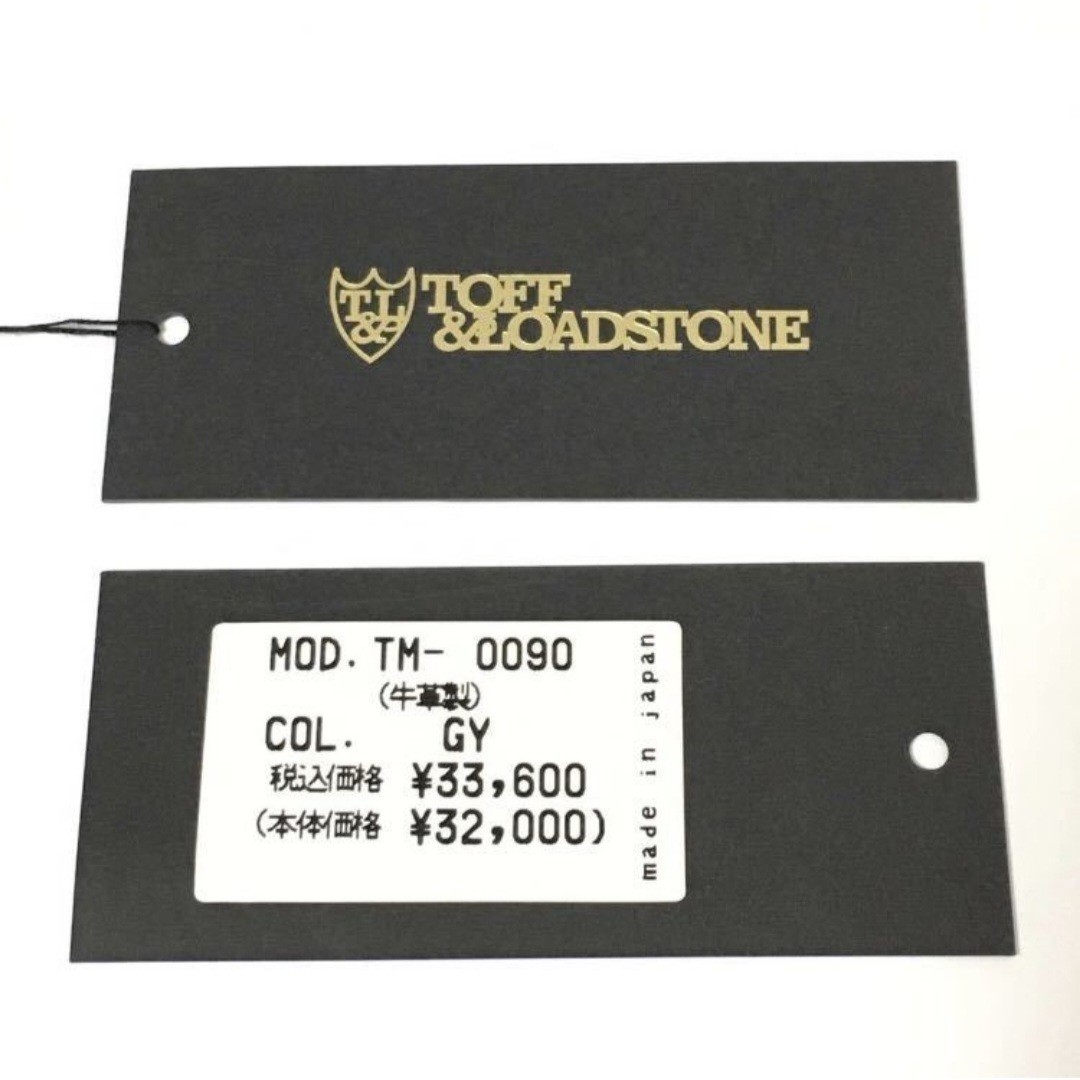 T&L
TOFF
&LOADSTONE
MOD. TM- 0090
(牛革製)
COL. GY
税込価格 ¥33,600
(本体価格 ¥32,000)
made in japan